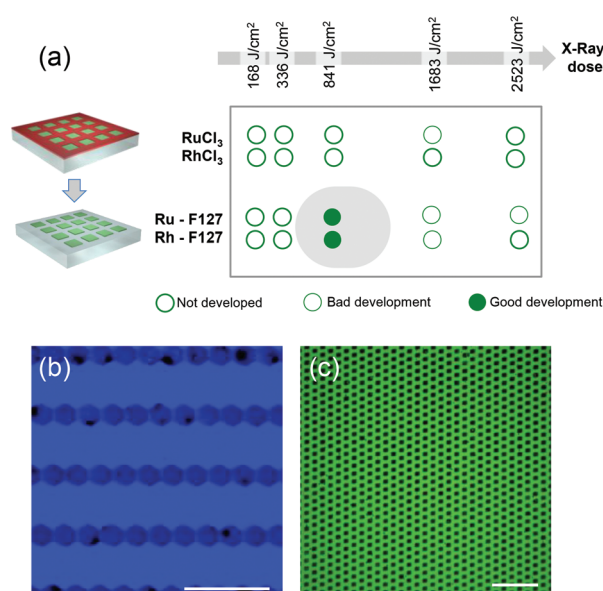 (a)
168 J/cm²
336 J/cm²
841 J/cm²
1683 J/cm²
2523 J/cm²
X-Ray
dose
RuCl₃
RhCl₃
Ru - F127
Rh - F127
Not developed
Bad development
Good development
(b)
(c)